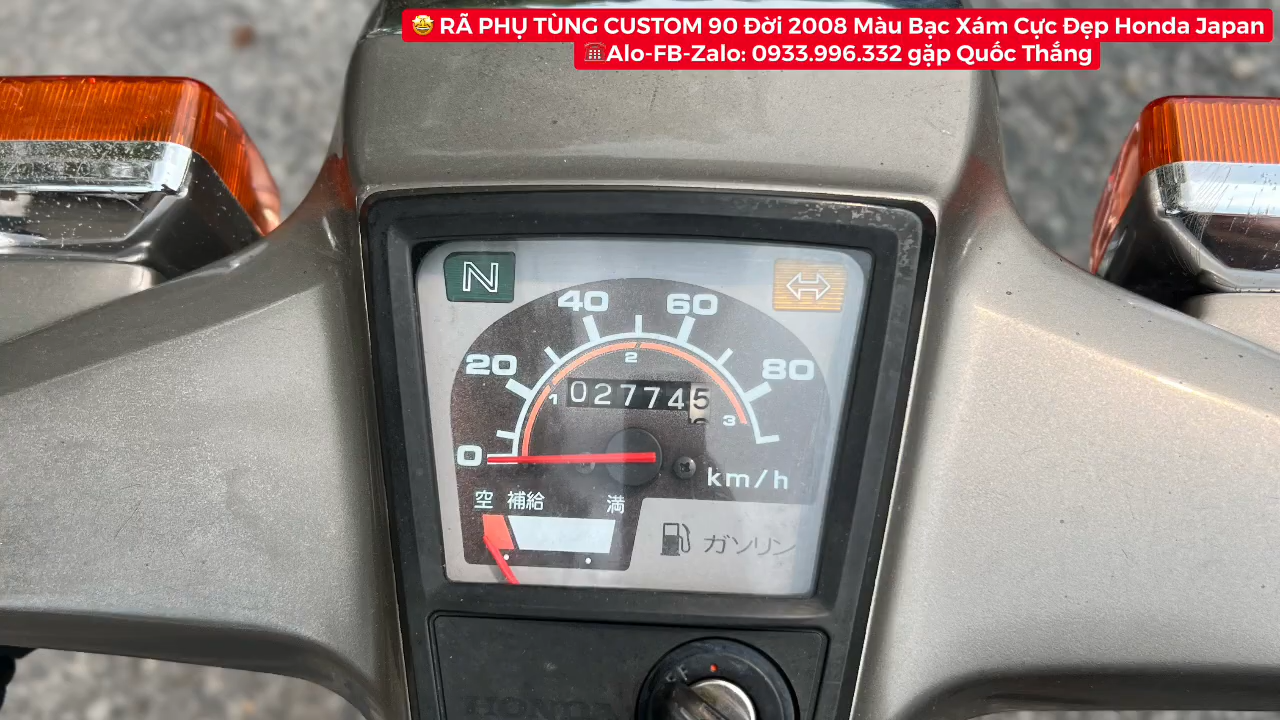 🤩 RÃ PHỤ TÙNG CUSTOM 90 Đời 2008 Màu Bạc Xám Cực Đẹp Honda Japan
☎Alo-FB-Zalo: 0933.996.332 gặp Quốc Thắng
N
40 60
20 80
2
1 027745
3
0
km/h
空 補給 満
ガソリン
HONDA